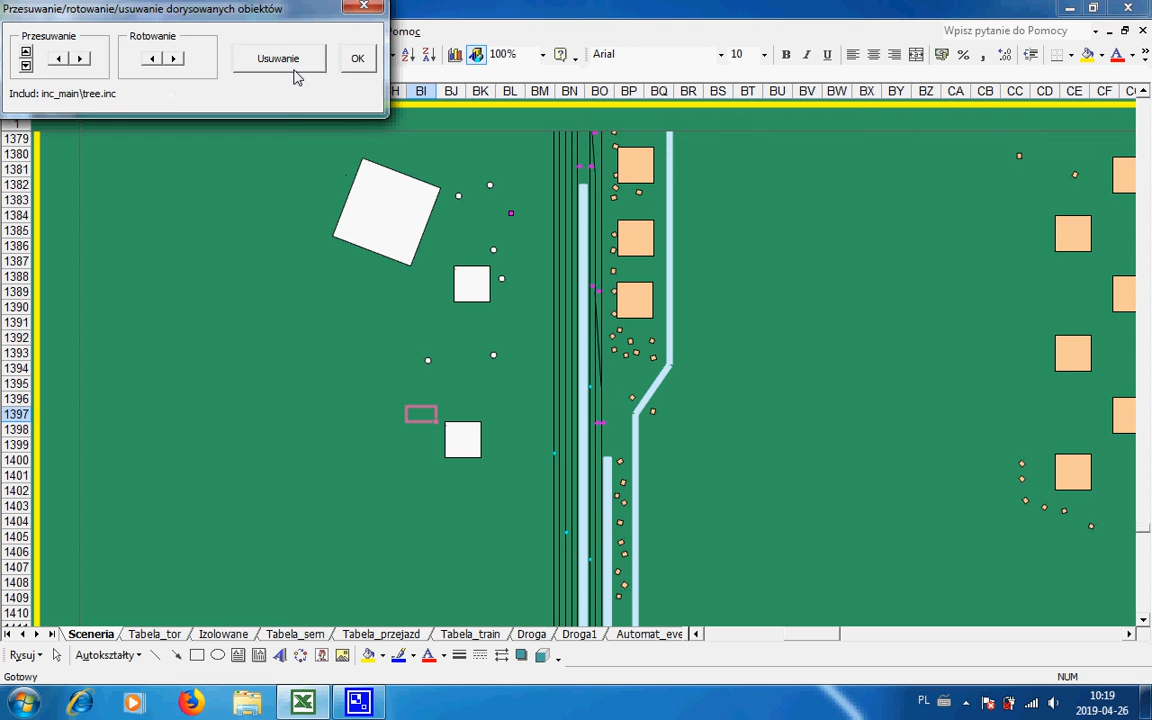 Przesuwanie/rotowanie/usuwanie dorysowanych obiektów
Przesuwanie
Rotowanie
Usuwanie
OK
Includ: inc_main\tree.inc
omoc
Wpisz pytanie do Pomocy
100%
Arial
10
B I U
H BI BJ BK BL BM BN BO BP BQ BR BS BT BU BV BW BX BY BZ CA CB CC CD CE CF C
1
1379
1380
1381
1382
1383
1384
1385
1386
1387
1388
1389
1390
1391
1392
1393
1394
1395
1396
1397
1398
1399
1400
1401
1402
1403
1404
1405
1406
1407
1408
1409
1410
Sceneria Tabela_tor Izolowane Tabela_sem Tabela_przejazd Tabela_train Droga Droga1 Automat_eve
Rysuj Autokształty
Gotowy
NUM
PL
10:19
2019-04-26